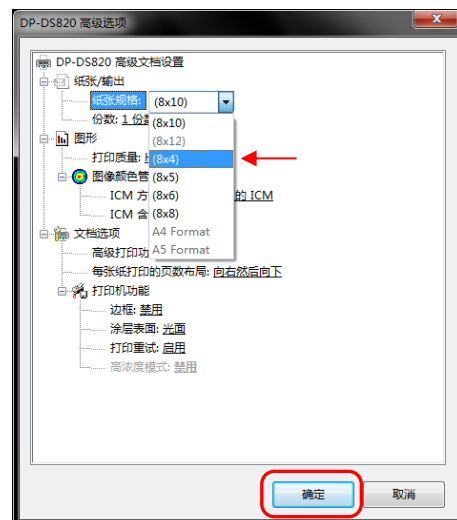 DP-DS820 高级选项
DP-DS820 高级文档设置
纸张/输出
纸张规格: (8x10)
份数: 1 份
(8x10)
(8x12)
(8x4)
(8x5)
(8x6)
(8x8)
A4 Format
A5 Format
图形
打印质量:
图像颜色管
ICM 方 的 ICM
ICM 含
文档选项
高级打印功
每张纸打印的页数布局: 向右然后向下
打印机功能
边框: 禁用
涂层表面: 光面
打印重试: 启用
高浓度模式: 禁用
确定 取消